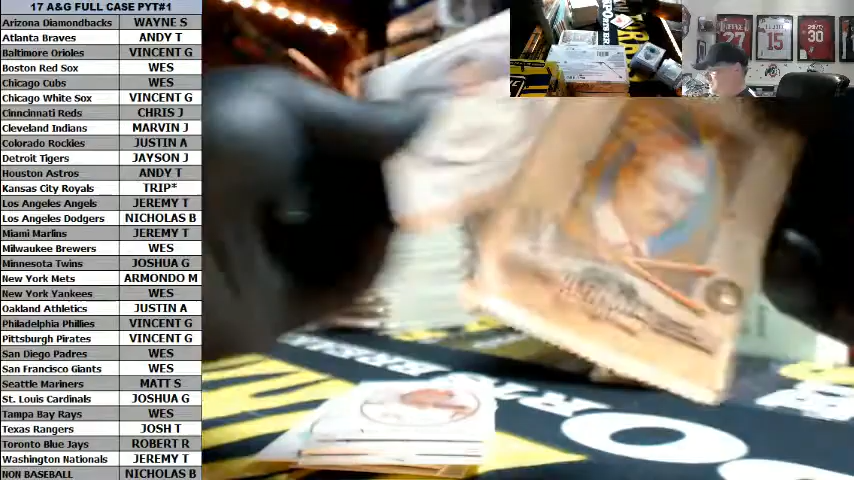 17 A&G FULL CASE PYT#1
Arizona Diamondbacks WAYNE S
Atlanta Braves ANDY T
Baltimore Orioles VINCENT G
Boston Red Sox WES
Chicago Cubs WES
Chicago White Sox VINCENT G
Cinncinnati Reds CHRIS J
Cleveland Indians MARVIN J
Colorado Rockies JUSTIN A
Detroit Tigers JAYSON J
Houston Astros ANDY T
Kansas City Royals TRIP*
Los Angeles Angels JEREMY T
Los Angeles Dodgers NICHOLAS B
Miami Marlins JEREMY T
Milwaukee Brewers WES
Minnesota Twins JOSHUA G
New York Mets ARMONDO M
New York Yankees WES
Oakland Athletics JUSTIN A
Philadelphia Phillies VINCENT G
Pittsburgh Pirates VINCENT G
San Diego Padres WES
San Francisco Giants WES
Seattle Mariners MATT S
St. Louis Cardinals JOSHUA G
Tampa Bay Rays WES
Texas Rangers JOSH T
Toronto Blue Jays ROBERT R
Washington Nationals JEREMY T
NON BASEBALL NICHOLAS B
27
15
30